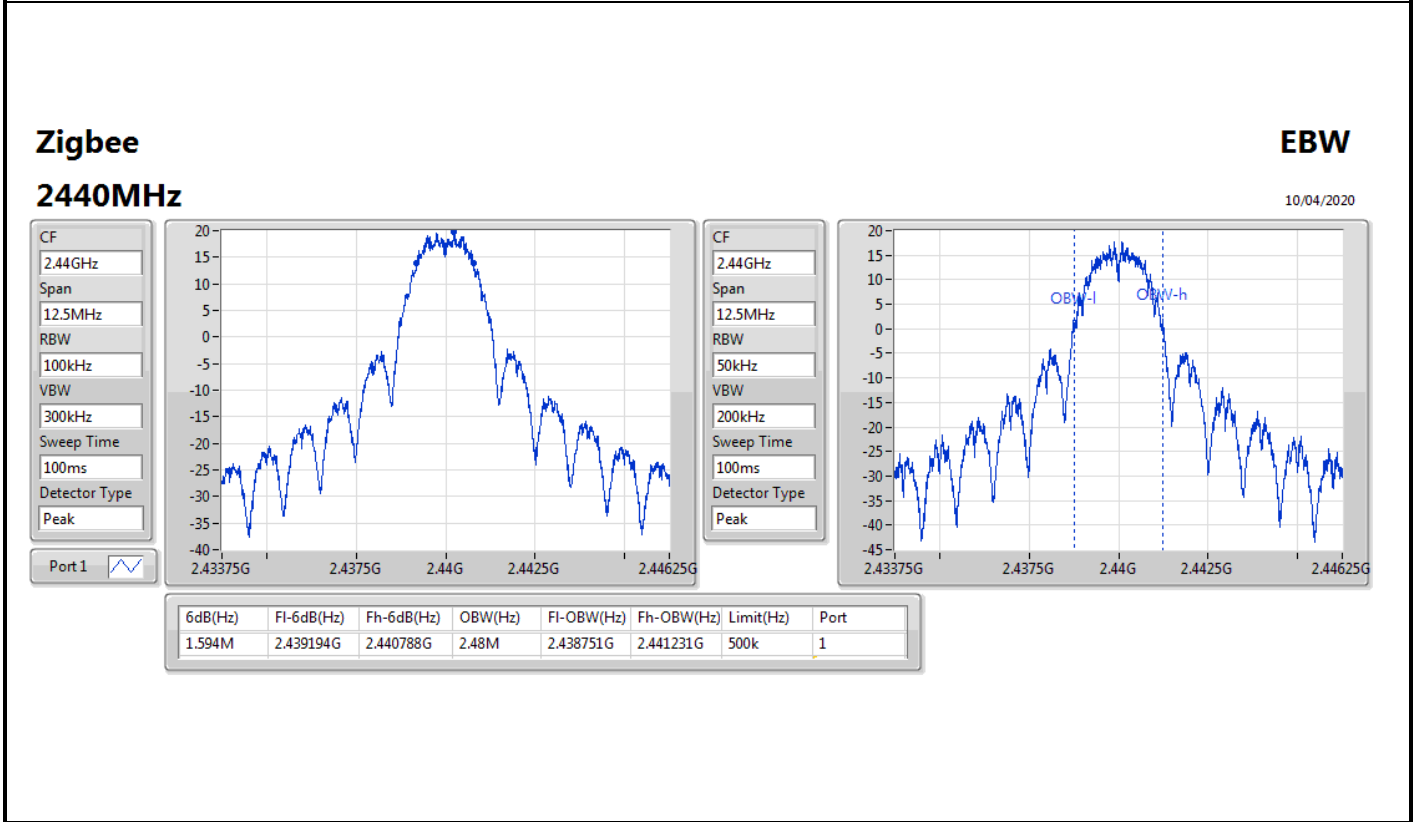 Zigbee
EBW
2440MHz
10/04/2020
CF
2.44GHz
Span
12.5MHz
RBW
100kHz
VBW
300kHz
Sweep Time
100ms
Detector Type
Peak
Port 1
20
15
10
5
0
-5
-10
-15
-20
-25
-30
-35
-40
2.43375G 2.4375G 2.44G 2.4425G 2.44625G
CF
2.44GHz
Span
12.5MHz
RBW
50kHz
VBW
200kHz
Sweep Time
100ms
Detector Type
Peak
20
15
10
5
0
-5
-10
-15
-20
-25
-30
-35
-40
-45
OBW-l OBW-h
2.43375G 2.4375G 2.44G 2.4425G 2.44625G
6dB(Hz) Fl-6dB(Hz) Fh-6dB(Hz) OBW(Hz) Fl-OBW(Hz) Fh-OBW(Hz) Limit(Hz) Port
1.594M 2.439194G 2.440788G 2.48M 2.438751G 2.441231G 500k 1